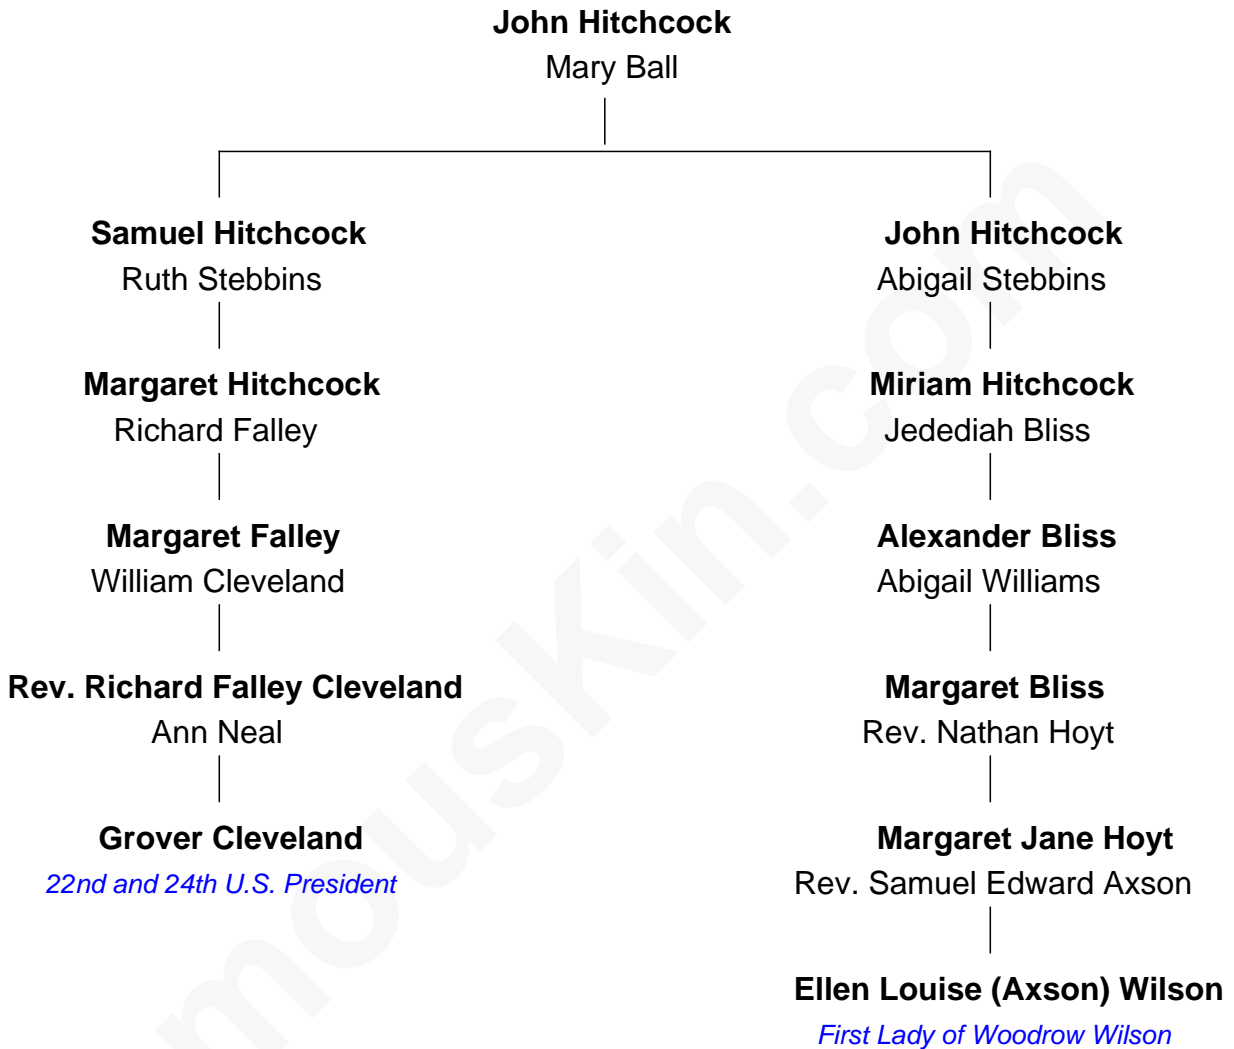 John Hitchcock
Mary Ball
Samuel Hitchcock
Ruth Stebbins
Margaret Hitchcock
Richard Falley
Margaret Falley
William Cleveland
Rev. Richard Falley Cleveland
Ann Neal
Grover Cleveland
22nd and 24th U.S. President
John Hitchcock
Abigail Stebbins
Miriam Hitchcock
Jedediah Bliss
Alexander Bliss
Abigail Williams
Margaret Bliss
Rev. Nathan Hoyt
Margaret Jane Hoyt
Rev. Samuel Edward Axson
Ellen Louise (Axson) Wilson
First Lady of Woodrow Wilson
mousKin.com